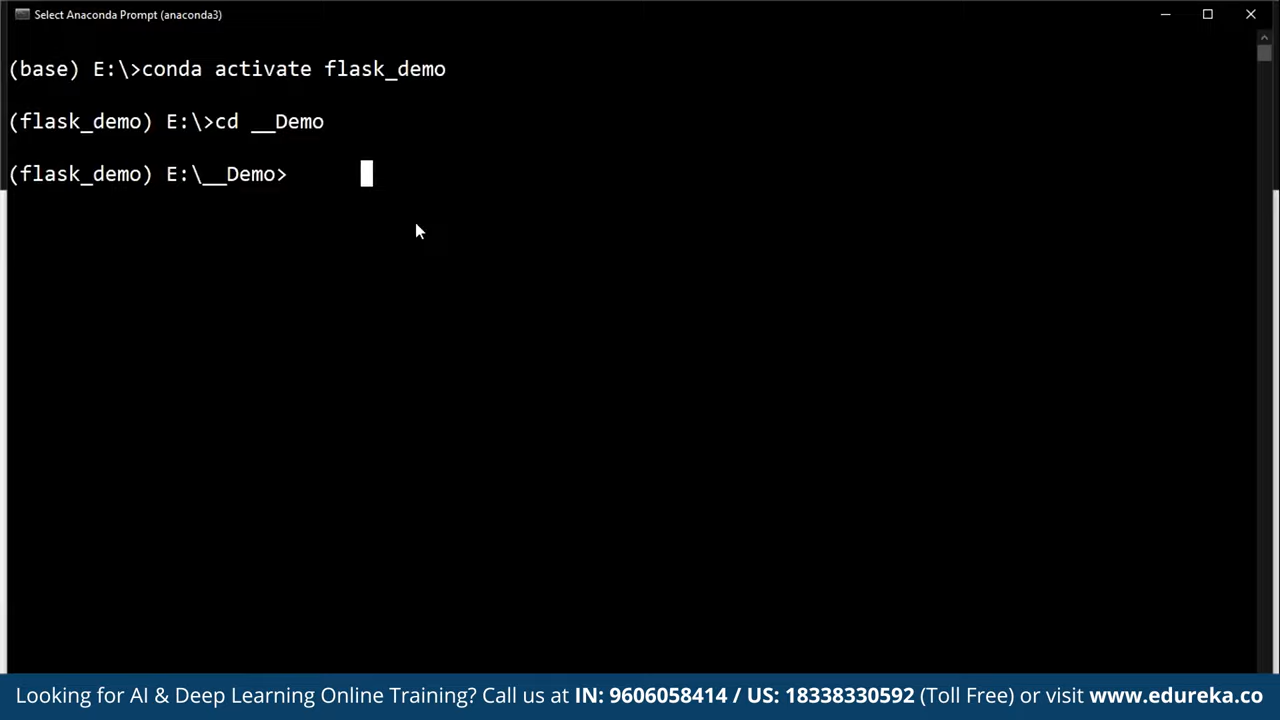 Select Anaconda Prompt (anaconda3)
(base) E:\>conda activate flask_demo
(flask_demo) E:\>cd __Demo
(flask_demo) E:\__Demo>
Looking for AI & Deep Learning Online Training? Call us at IN: 9606058414 / US: 18338330592 (Toll Free) or visit www.edureka.co